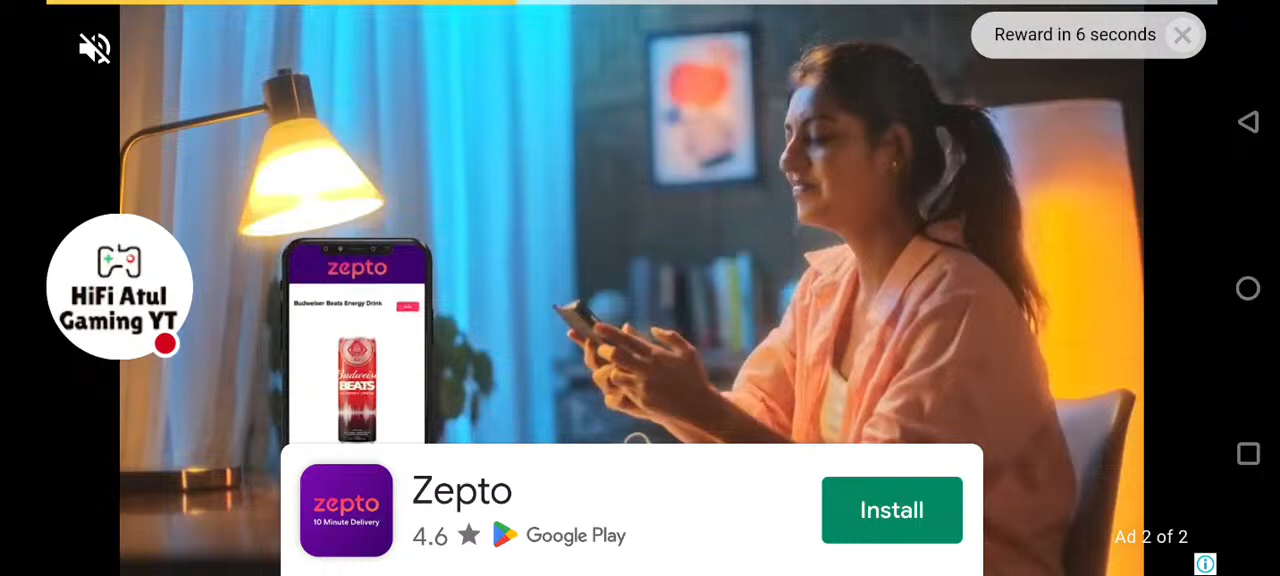 Reward in 6 seconds
HiFi Atul
Gaming YT
zepto
Budweiser Beats Energy Drink
Budweiser
BEATS
zepto
10 Minute Delivery
Zepto
4.6
Google Play
Install
Ad 2 of 2